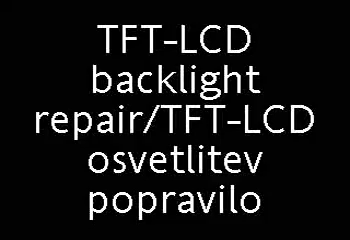 TFT-LCD
backlight
repair/TFT-LCD
osvetlitev
popravilo